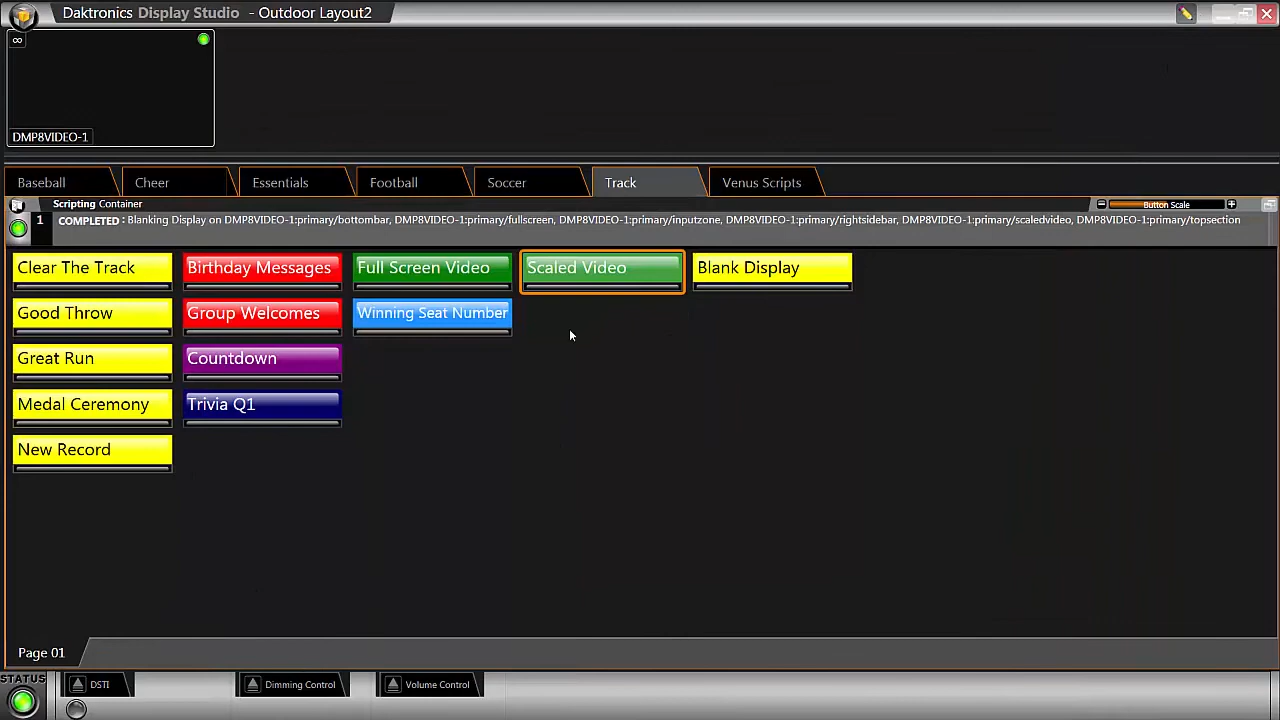 Daktronics Display Studio - Outdoor Layout2
∞
DMP8VIDEO-1
Baseball
Cheer
Essentials
Football
Soccer
Track
Venus Scripts
Scripting Container
Button Scale
1
COMPLETED : Blanking Display on DMP8VIDEO-1:primary/bottombar, DMP8VIDEO-1:primary/fullscreen, DMP8VIDEO-1:primary/inputzone, DMP8VIDEO-1:primary/rightsidebar, DMP8VIDEO-1:primary/scaledvideo, DMP8VIDEO-1:primary/topsection
Clear The Track
Birthday Messages
Full Screen Video
Scaled Video
Blank Display
Good Throw
Group Welcomes
Winning Seat Number
Great Run
Countdown
Medal Ceremony
Trivia Q1
New Record
Page 01
STATUS
DSTI
Dimming Control
Volume Control